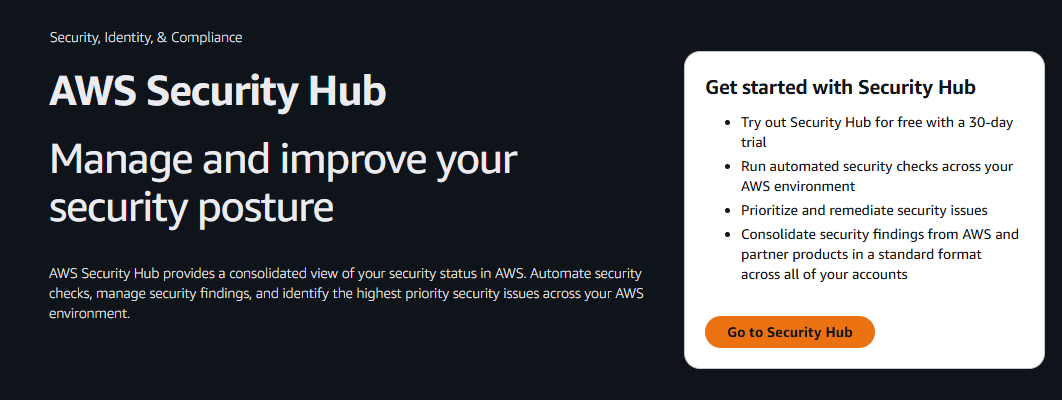 Security, Identity, & Compliance
AWS Security Hub
Manage and improve your
security posture
AWS Security Hub provides a consolidated view of your security status in AWS. Automate security
checks, manage security findings, and identify the highest priority security issues across your AWS
environment.
Get started with Security Hub
• Try out Security Hub for free with a 30-day
trial
• Run automated security checks across your
AWS environment
• Prioritize and remediate security issues
• Consolidate security findings from AWS and
partner products in a standard format
across all of your accounts
Go to Security Hub